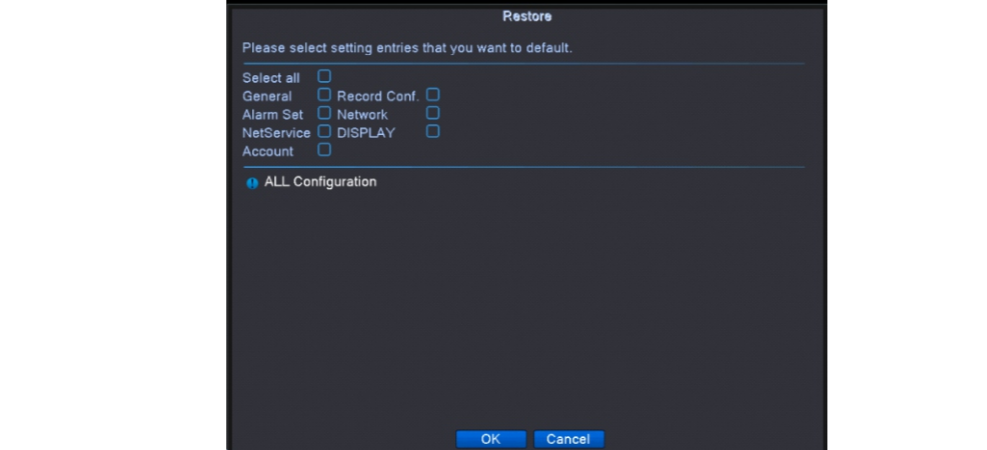 Restore
Please select setting entries that you want to default.
Select all
General Record Conf.
Alarm Set Network
NetService DISPLAY
Account
ALL Configuration
OK Cancel